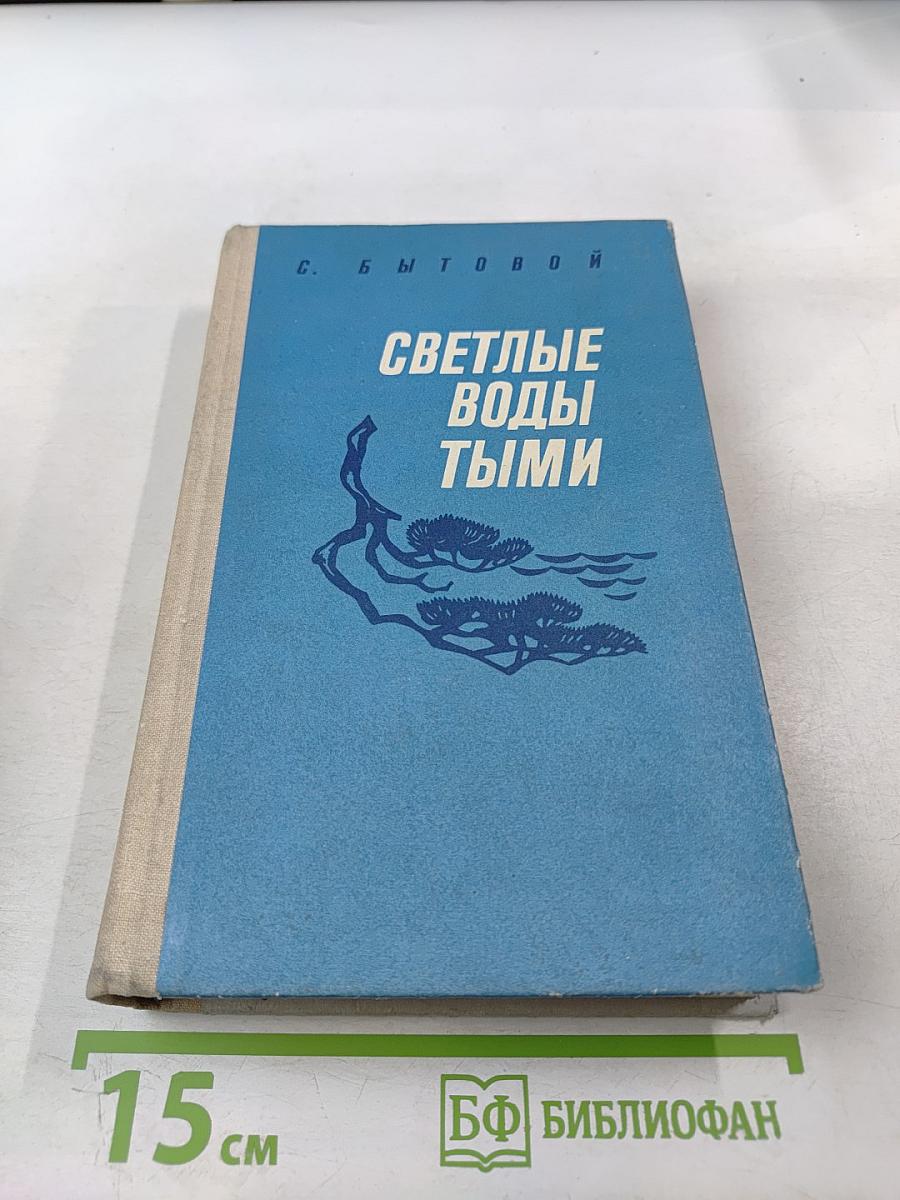 С. БЫТОВОЙ
СВЕТЛЫЕ
ВОДЫ
ТЫМИ
15 см
БФ БИБЛИОФАН